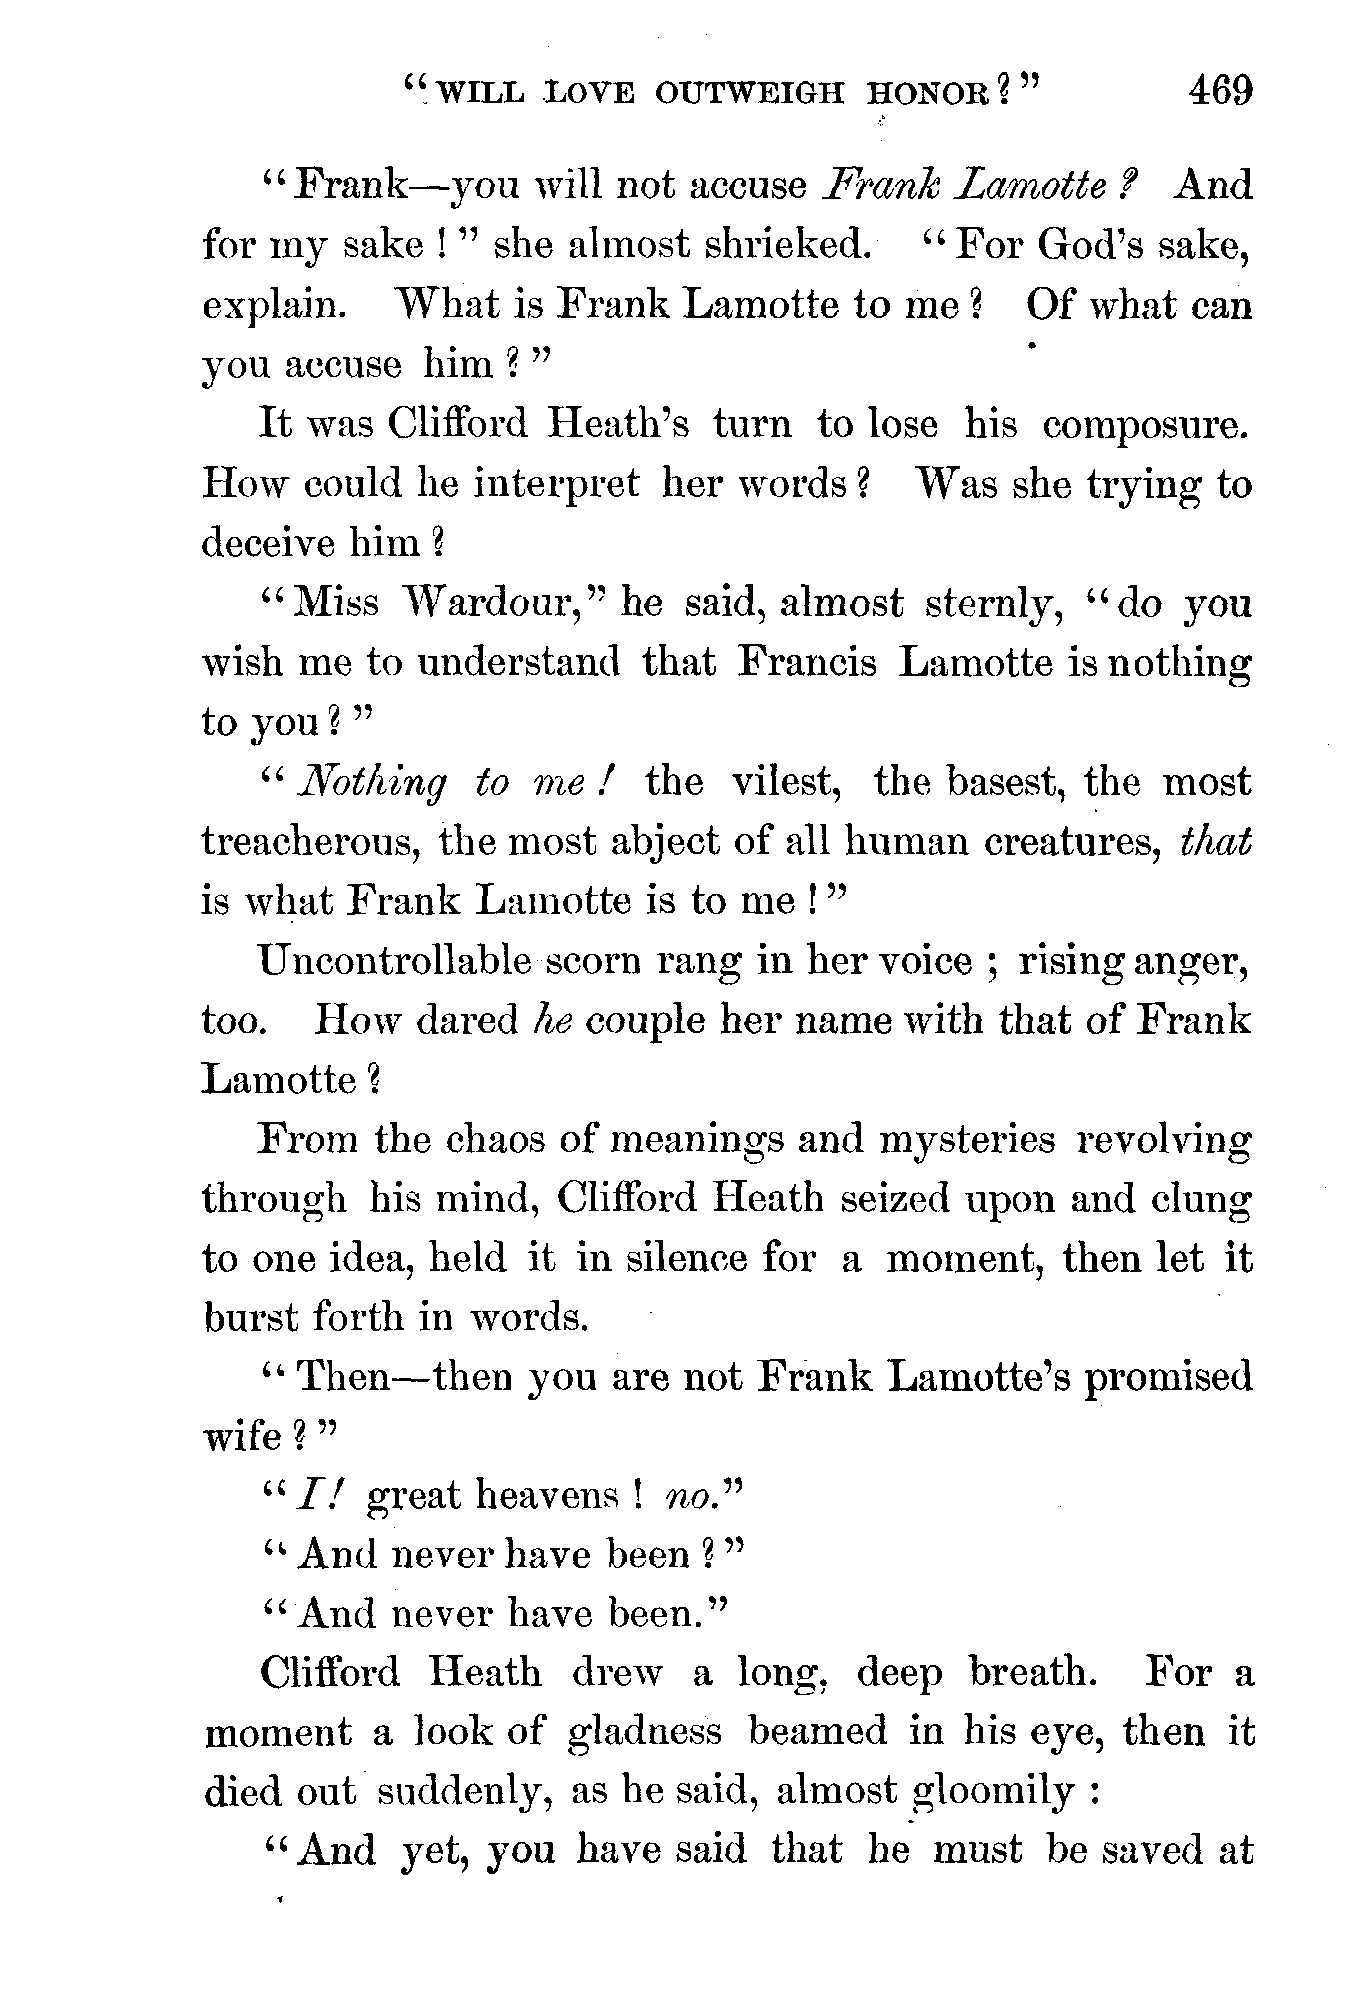 “WILL LOVE OUTWEIGH HONOR?” 469
“Frank—you will not accuse Frank Lamotte? And
for my sake!” she almost shrieked. “For God’s sake,
explain. What is Frank Lamotte to me? Of what can
you accuse him?”
It was Clifford Heath’s turn to lose his composure.
How could he interpret her words? Was she trying to
deceive him?
“Miss Wardour,” he said, almost sternly, “do you
wish me to understand that Francis Lamotte is nothing
to you?”
“Nothing to me! the vilest, the basest, the most
treacherous, the most abject of all human creatures, that
is what Frank Lamotte is to me!”
Uncontrollable scorn rang in her voice; rising anger,
too. How dared he couple her name with that of Frank
Lamotte?
From the chaos of meanings and mysteries revolving
through his mind, Clifford Heath seized upon and clung
to one idea, held it in silence for a moment, then let it
burst forth in words.
“Then—then you are not Frank Lamotte’s promised
wife?”
“I! great heavens! no.”
“And never have been?”
“And never have been.”
Clifford Heath drew a long, deep breath. For a
moment a look of gladness beamed in his eye, then it
died out suddenly, as he said, almost gloomily:
“And yet, you have said that he must be saved at